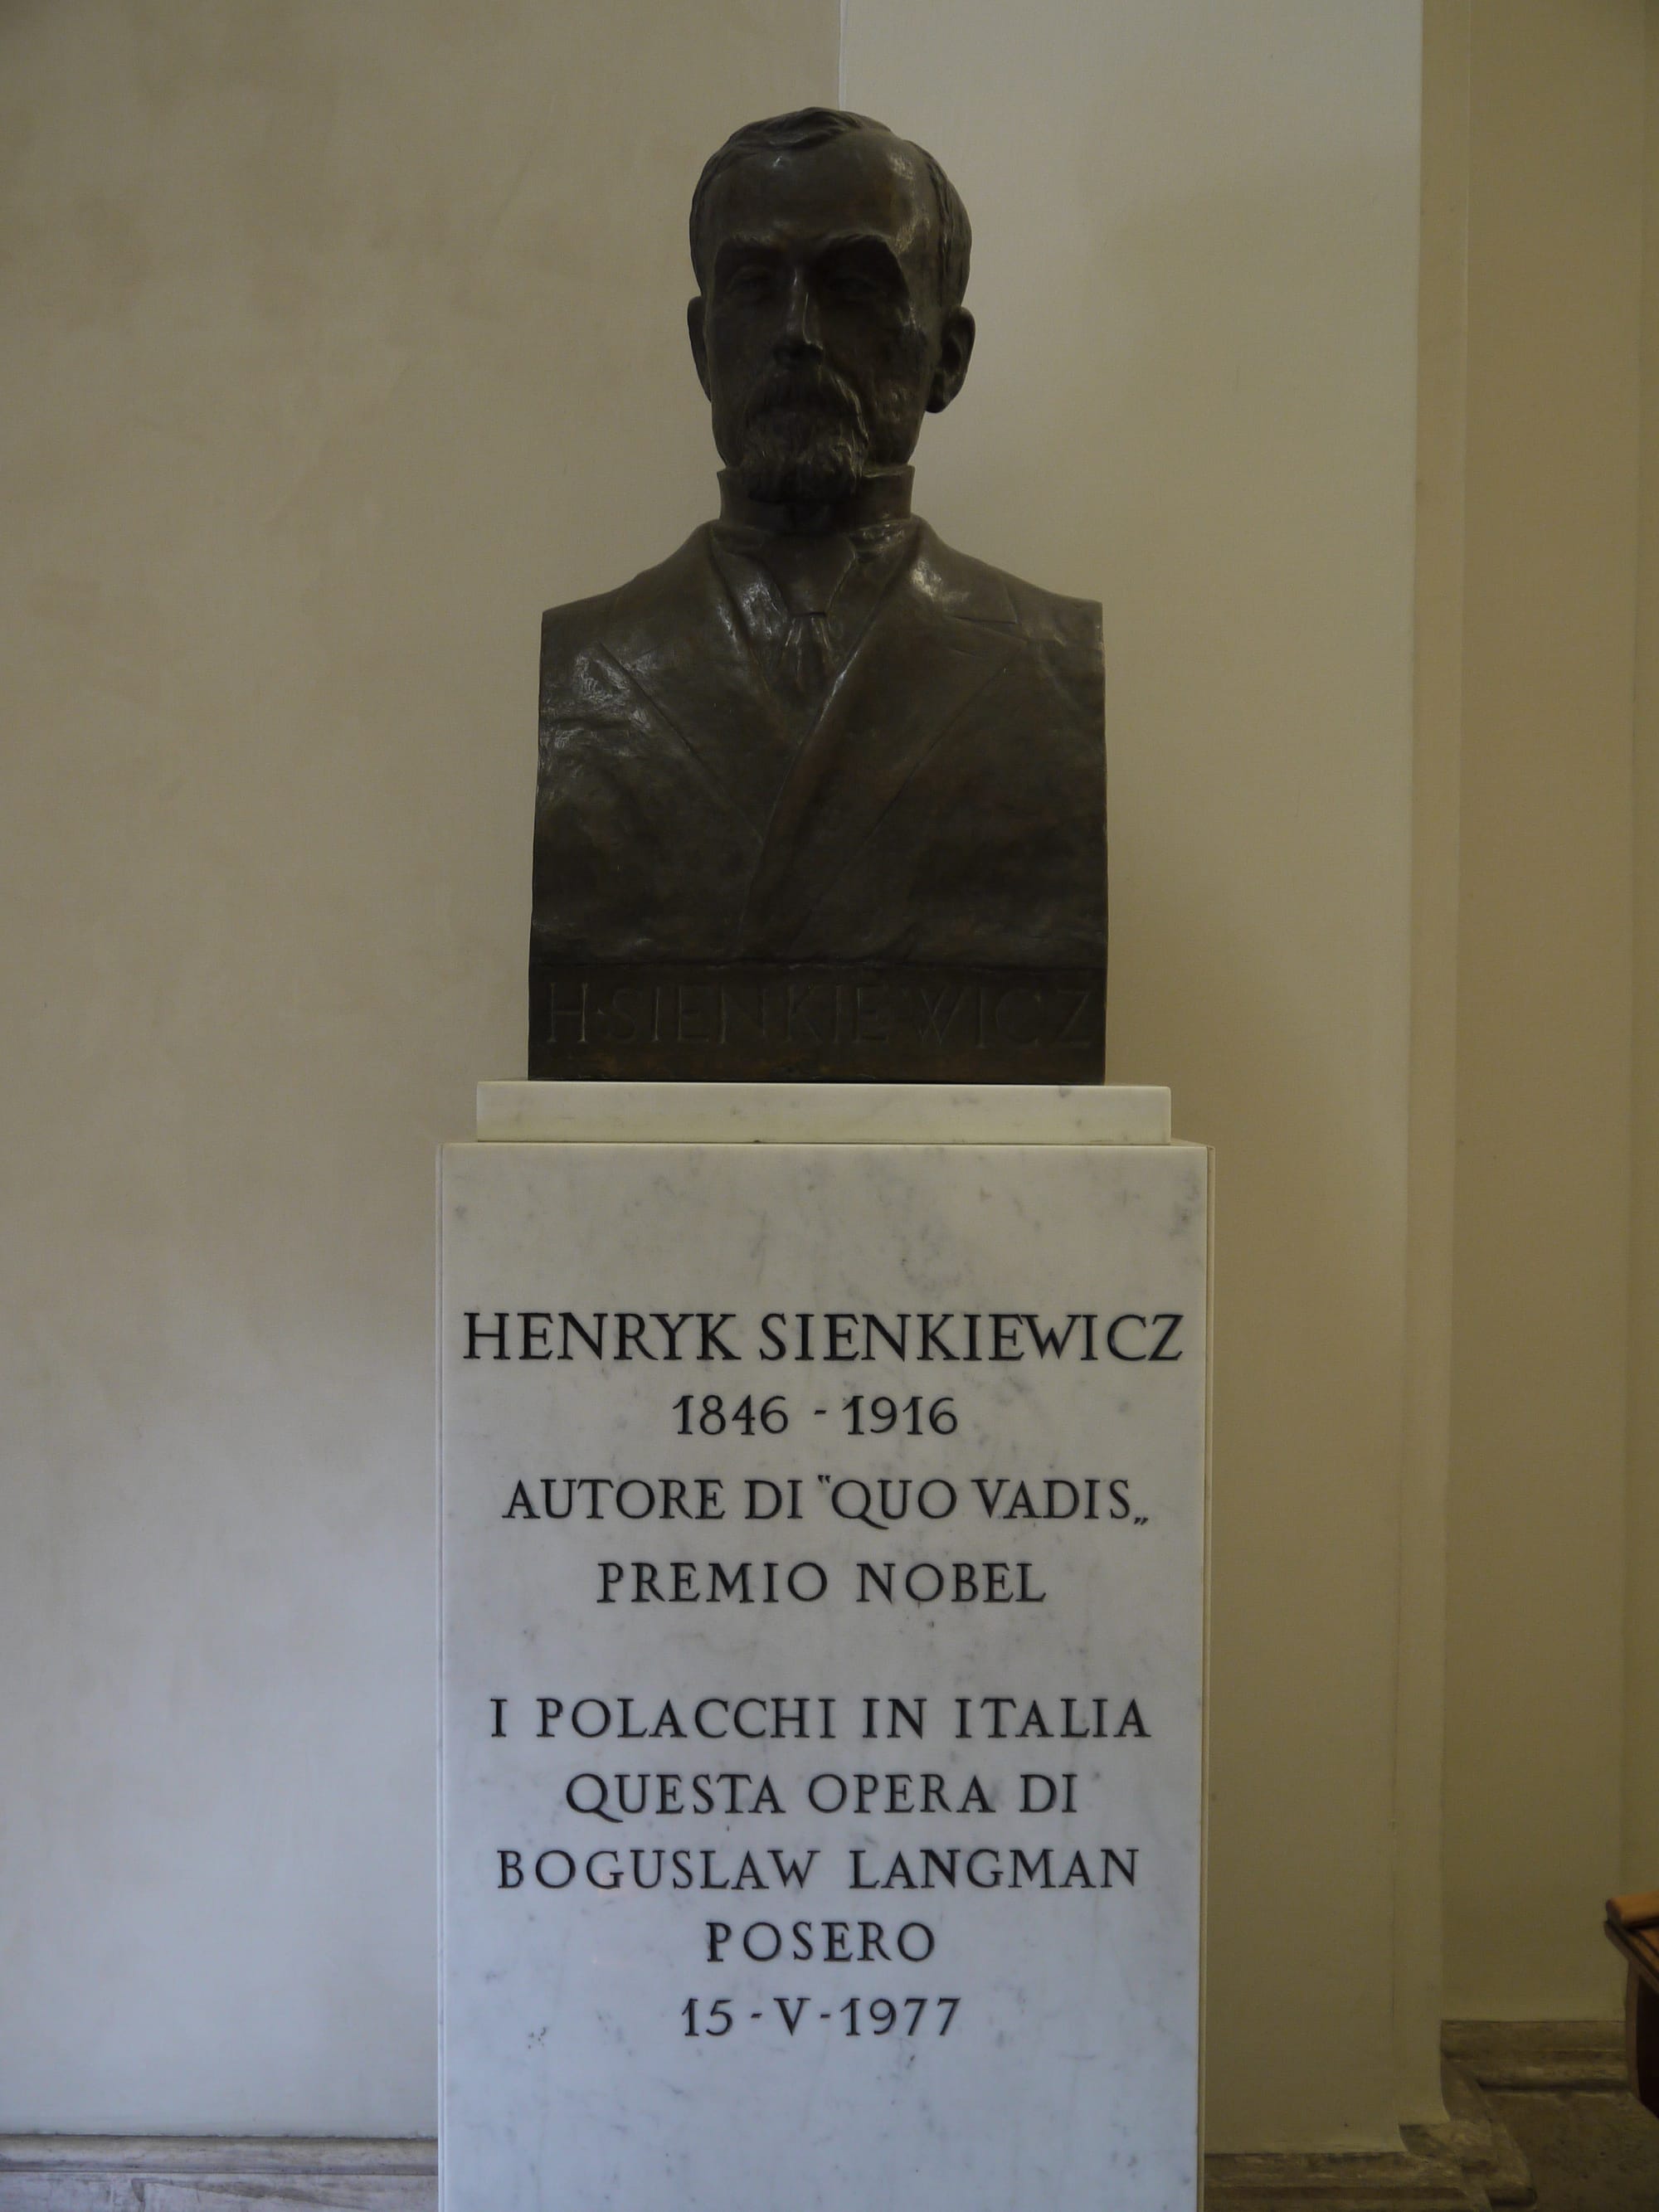 H·SIENKIEWICZ
HENRYK SIENKIEWICZ
1846 - 1916
AUTORE DI "QUO VADIS„
PREMIO NOBEL
I POLACCHI IN ITALIA
QUESTA OPERA DI
BOGUSLAW LANGMAN
POSERO
15-V-1977